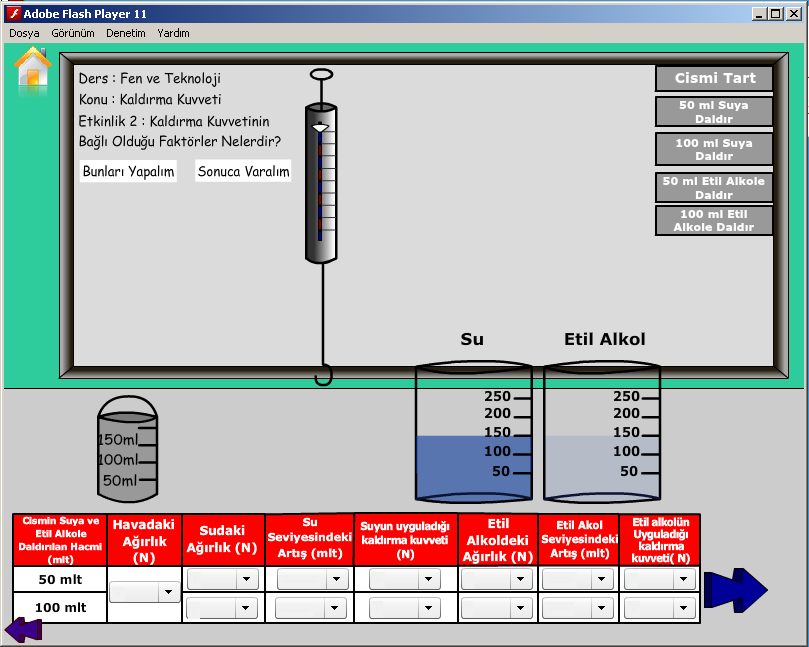 Adobe Flash Player 11
Dosya Görünüm Denetim Yardım
Ders : Fen ve Teknoloji
Konu : Kaldırma Kuvveti
Etkinlik 2 : Kaldırma Kuvvetinin
Bağlı Olduğu Faktörler Nelerdir?
Bunları Yapalım Sonuca Varalım
Cismi Tart
50 ml Suya
Daldır
100 ml Suya
Daldır
50 ml Etil Alkole
Daldır
100 ml Etil
Alkole Daldır
Su
Etil Alkol
250
200
150
100
50
250
200
150
100
50
150ml
100ml
50ml
Cismin Suya ve
Etil Alkole
Daldırılan Hacmi
(mlt)
Havadaki
Ağırlık
(N)
Sudaki
Ağırlık (N)
Su
Seviyesindeki
Artış (mlt)
Suyun uyguladığı
kaldırma kuvveti
(N)
Etil
Alkoldeki
Ağırlık (N)
Etil Akol
Seviyesindeki
Artış (mlt)
Etil alkolün
Uyguladığı
kaldırma
kuvveti( N)
50 mlt
100 mlt